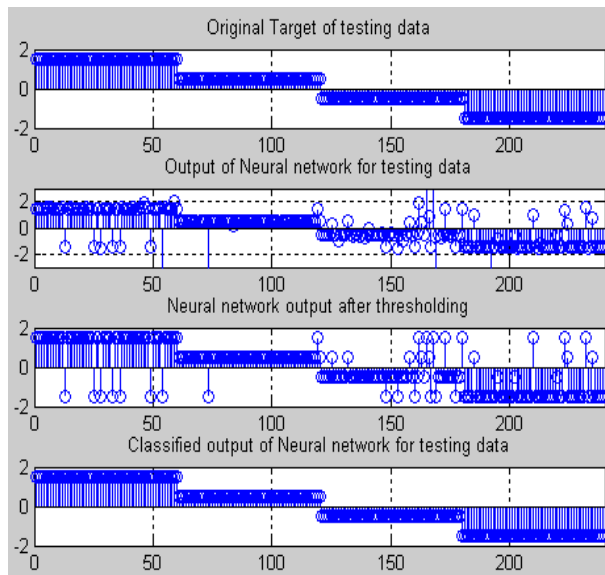 Original Target of testing data
2
0
-2
0 50 100 150 200
Output of Neural network for testing data
2
0
-2
0 50 100 150 200
Neural network output after thresholding
2
0
-2
0 50 100 150 200
Classified output of Neural network for testing data
2
0
-2
0 50 100 150 200